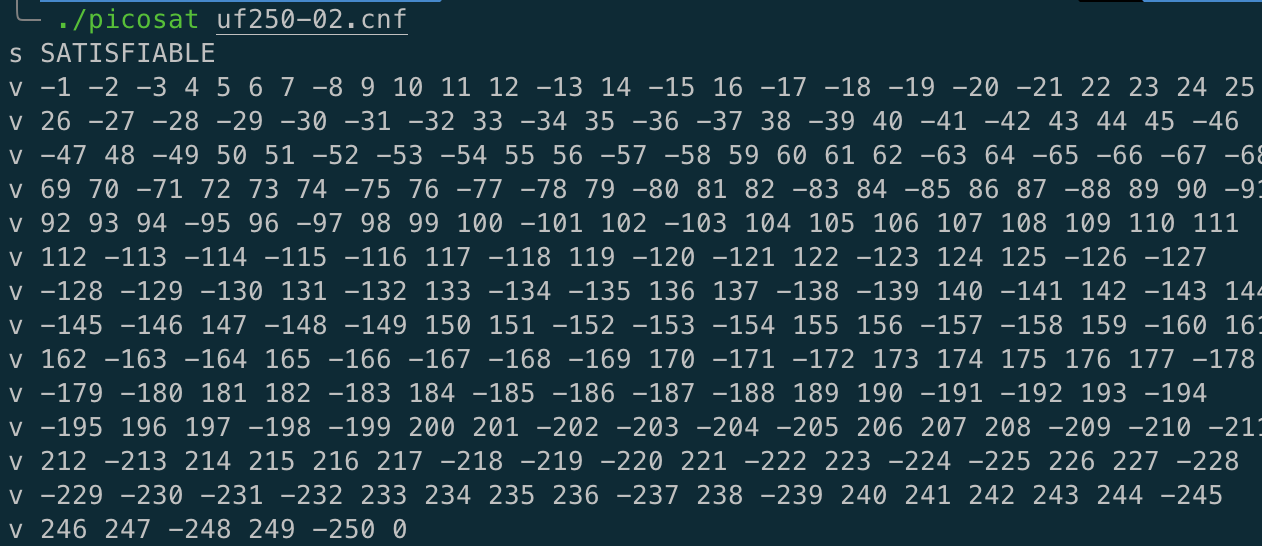 ./picosat uf250-02.cnf
s SATISFIABLE
v -1 -2 -3 4 5 6 7 -8 9 10 11 12 -13 14 -15 16 -17 -18 -19 -20 -21 22 23 24 25
v 26 -27 -28 -29 -30 -31 -32 33 -34 35 -36 -37 38 -39 40 -41 -42 43 44 45 -46
v -47 48 -49 50 51 -52 -53 -54 55 56 -57 -58 59 60 61 62 -63 64 -65 -66 -67 -68
v 69 70 -71 72 73 74 -75 76 -77 -78 79 -80 81 82 -83 84 -85 86 87 -88 89 90 -91
v 92 93 94 -95 96 -97 98 99 100 -101 102 -103 104 105 106 107 108 109 110 111
v 112 -113 -114 -115 -116 117 -118 119 -120 -121 122 -123 124 125 -126 -127
v -128 -129 -130 131 -132 133 -134 -135 136 137 -138 -139 140 -141 142 -143 144
v -145 -146 147 -148 -149 150 151 -152 -153 -154 155 156 -157 -158 159 -160 161
v 162 -163 -164 165 -166 -167 -168 -169 170 -171 -172 173 174 175 176 177 -178
v -179 -180 181 182 -183 184 -185 -186 -187 -188 189 190 -191 -192 193 -194
v -195 196 197 -198 -199 200 201 -202 -203 -204 -205 206 207 208 -209 -210 -211
v 212 -213 214 215 216 217 -218 -219 -220 221 -222 223 -224 -225 226 227 -228
v -229 -230 -231 -232 233 234 235 236 -237 238 -239 240 241 242 243 244 -245
v 246 247 -248 249 -250 0